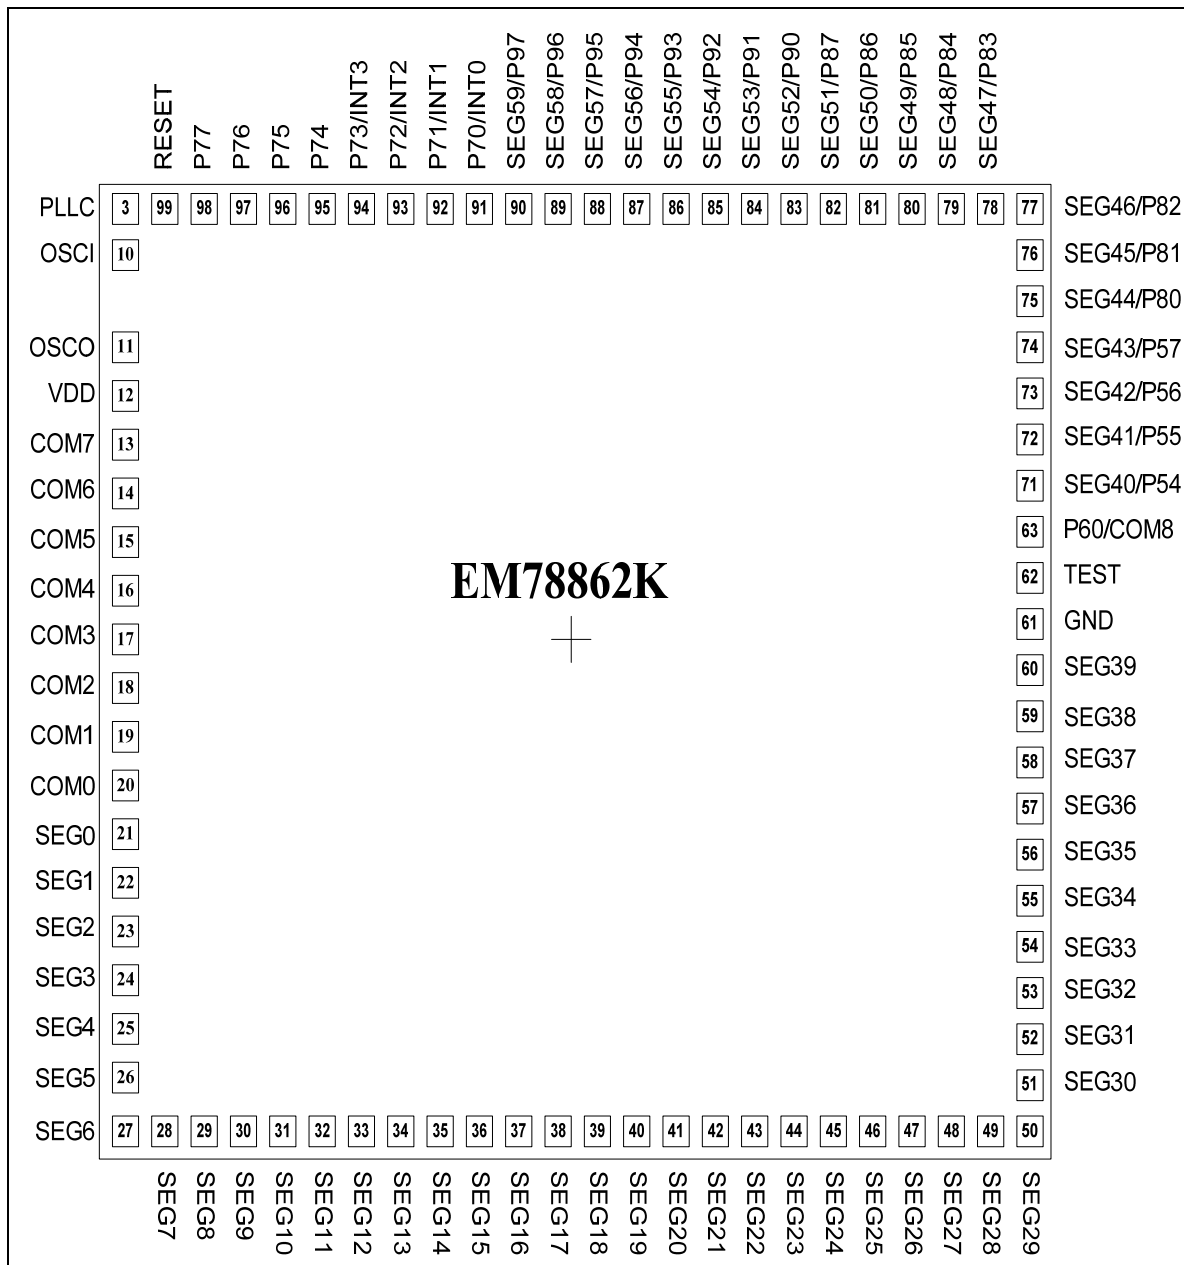 RESET
P77
P76
P75
P74
P73/INT3
P72/INT2
P71/INT1
P70/INT0
SEG59/P97
SEG58/P96
SEG57/P95
SEG56/P94
SEG55/P93
SEG54/P92
SEG53/P91
SEG52/P90
SEG51/P87
SEG50/P86
SEG49/P85
SEG48/P84
SEG47/P83
PLLC 3 99 98 97 96 95 94 93 92 91 90 89 88 87 86 85 84 83 82 81 80 79 78 77 SEG46/P82
OSCI 10 76 SEG45/P81
75 SEG44/P80
OSCO 11 74 SEG43/P57
VDD 12 73 SEG42/P56
COM7 13 72 SEG41/P55
COM6 14 71 SEG40/P54
COM5 15 63 P60/COM8
COM4 16 62 TEST
EM78862K
COM3 17 61 GND
COM2 18 60 SEG39
COM1 19 59 SEG38
COM0 20 58 SEG37
SEG0 21 57 SEG36
SEG1 22 56 SEG35
SEG2 23 55 SEG34
SEG3 24 54 SEG33
SEG4 25 53 SEG32
SEG5 26 52 SEG31
51 SEG30
SEG6 27 28 29 30 31 32 33 34 35 36 37 38 39 40 41 42 43 44 45 46 47 48 49 50
SEG7
SEG8
SEG9
SEG10
SEG11
SEG12
SEG13
SEG14
SEG15
SEG16
SEG17
SEG18
SEG19
SEG20
SEG21
SEG22
SEG23
SEG24
SEG25
SEG26
SEG27
SEG28
SEG29